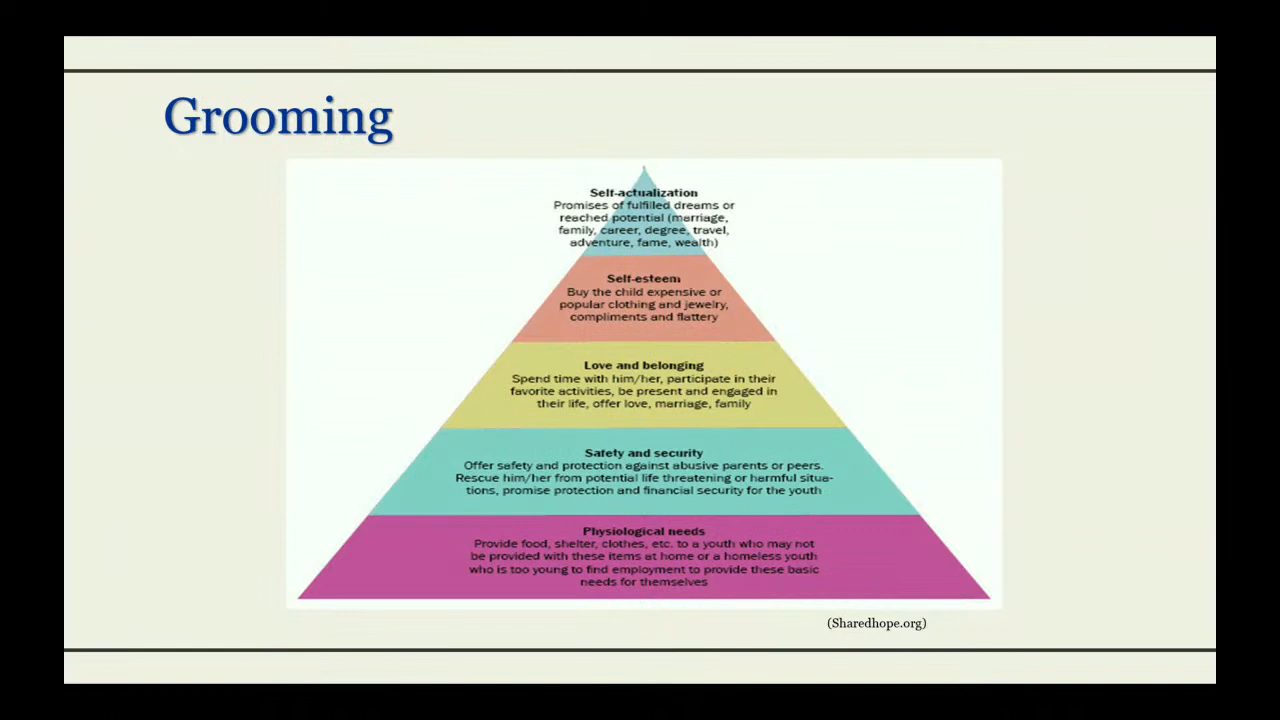 Grooming
Self-actualization
Promises of fulfilled dreams or
reached potential (marriage,
family, career, degree, travel,
adventure, fame, wealth)
Self-esteem
Buy the child expensive or
popular clothing and jewelry,
compliments and flattery
Love and belonging
Spend time with him/her, participate in their
favorite activities, be present and engaged in
their life, offer love, marriage, family
Safety and security
Offer safety and protection against abusive parents or peers.
Rescue him/her from potential life threatening or harmful situa-
tions, promise protection and financial security for the youth
Physiological needs
Provide food, shelter, clothes, etc. to a youth who may not
be provided with these items at home or a homeless youth
who is too young to find employment to provide these basic
needs for themselves
(Sharedhope.org)